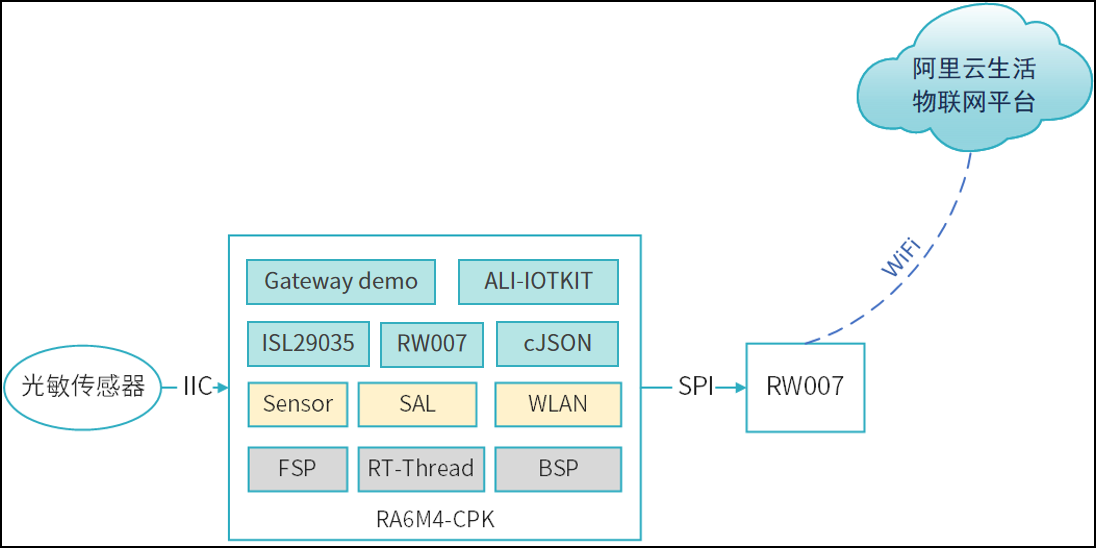 阿里云生活
物联网平台
WiFi
Gateway demo
ALI-IOTKIT
ISL29035
RW007
cJSON
光敏传感器
IIC
SPI
RW007
Sensor
SAL
WLAN
FSP
RT-Thread
BSP
RA6M4-CPK